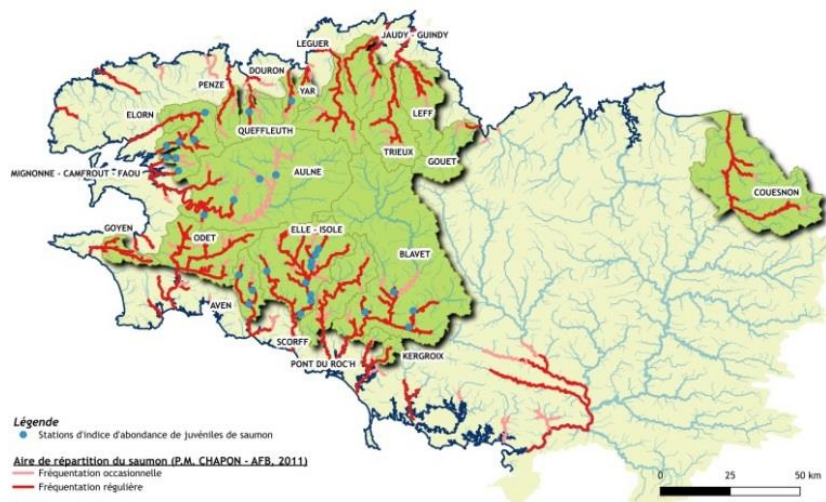 JAUDY - GUINDY
LEGUER
DOURON
PENZE
YAR
LEFF
ELORN
QUEFFLEUTH
TRIEUX
GOUET
AULNE
MIGNONNE - CAMFROUT - FAOU
COUESNON
GOYEN
ODET
ELLE - ISOLE
BLAVET
AVEN
SCORFF
KERGROIX
PONT DU ROC'H
Légende
Stations d'indice d'abondance de juvéniles de saumon
Aire de répartition du saumon (P.M. CHAPON - AFB, 2011)
Fréquentation occasionnelle
Fréquentation régulière
0 25 50 km